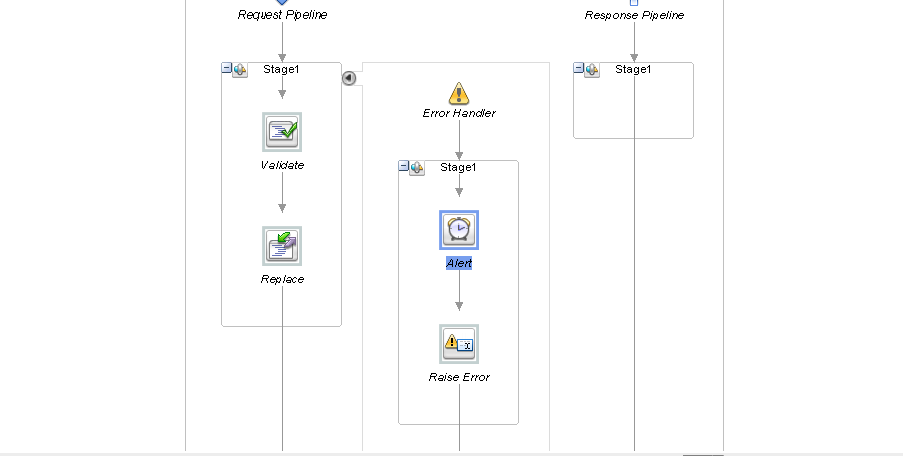 Request Pipeline
Response Pipeline
Stage1
Stage1
Error Handler
Validate
Stage1
Alert
Replace
Raise Error